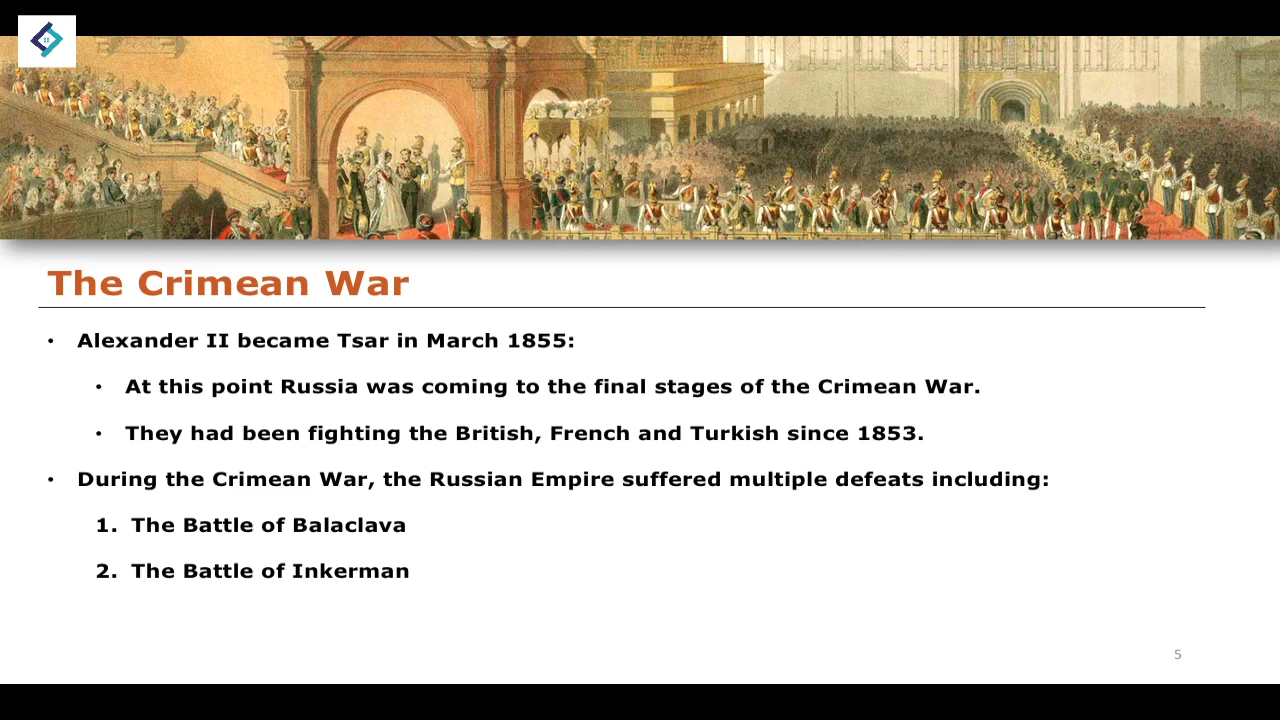 The Crimean War
• Alexander II became Tsar in March 1855:
• At this point Russia was coming to the final stages of the Crimean War.
• They had been fighting the British, French and Turkish since 1853.
• During the Crimean War, the Russian Empire suffered multiple defeats including:
1. The Battle of Balaclava
2. The Battle of Inkerman
5